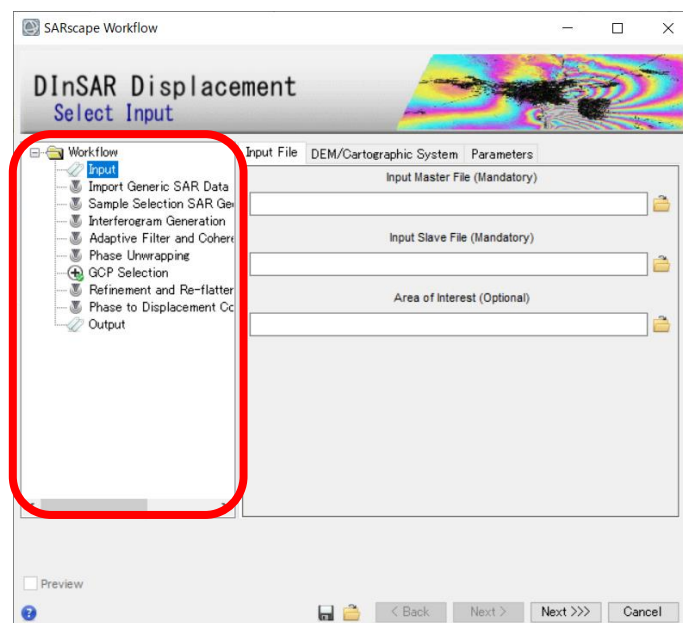 SARscape Workflow
DInSAR Displacement
Select Input
Workflow
Input
Import Generic SAR Data
Sample Selection SAR Ge
Interferogram Generation
Adaptive Filter and Cohere
Phase Unwrapping
GCP Selection
Refinement and Re-flatter
Phase to Displacement Cc
Output
Input File DEM/Cartographic System Parameters
Input Master File (Mandatory)
Input Slave File (Mandatory)
Area of Interest (Optional)
Preview
< Back Next > Next >>> Cancel